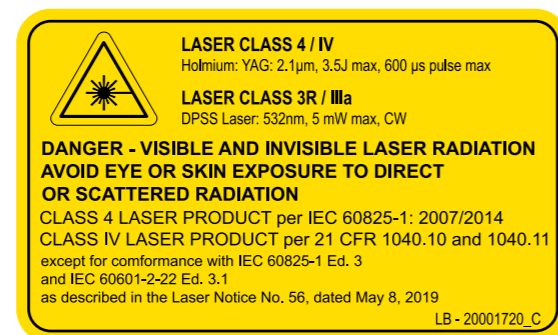 LASER CLASS 4 / IV
Holmium: YAG: 2.1µm, 3.5J max, 600 µs pulse max
LASER CLASS 3R / IIIa
DPSS Laser: 532nm, 5 mW max, CW
DANGER - VISIBLE AND INVISIBLE LASER RADIATION
AVOID EYE OR SKIN EXPOSURE TO DIRECT
OR SCATTERED RADIATION
CLASS 4 LASER PRODUCT per IEC 60825-1: 2007/2014
CLASS IV LASER PRODUCT per 21 CFR 1040.10 and 1040.11
except for comformance with IEC 60825-1 Ed. 3
and IEC 60601-2-22 Ed. 3.1
as described in the Laser Notice No. 56, dated May 8, 2019
LB - 20001720_C